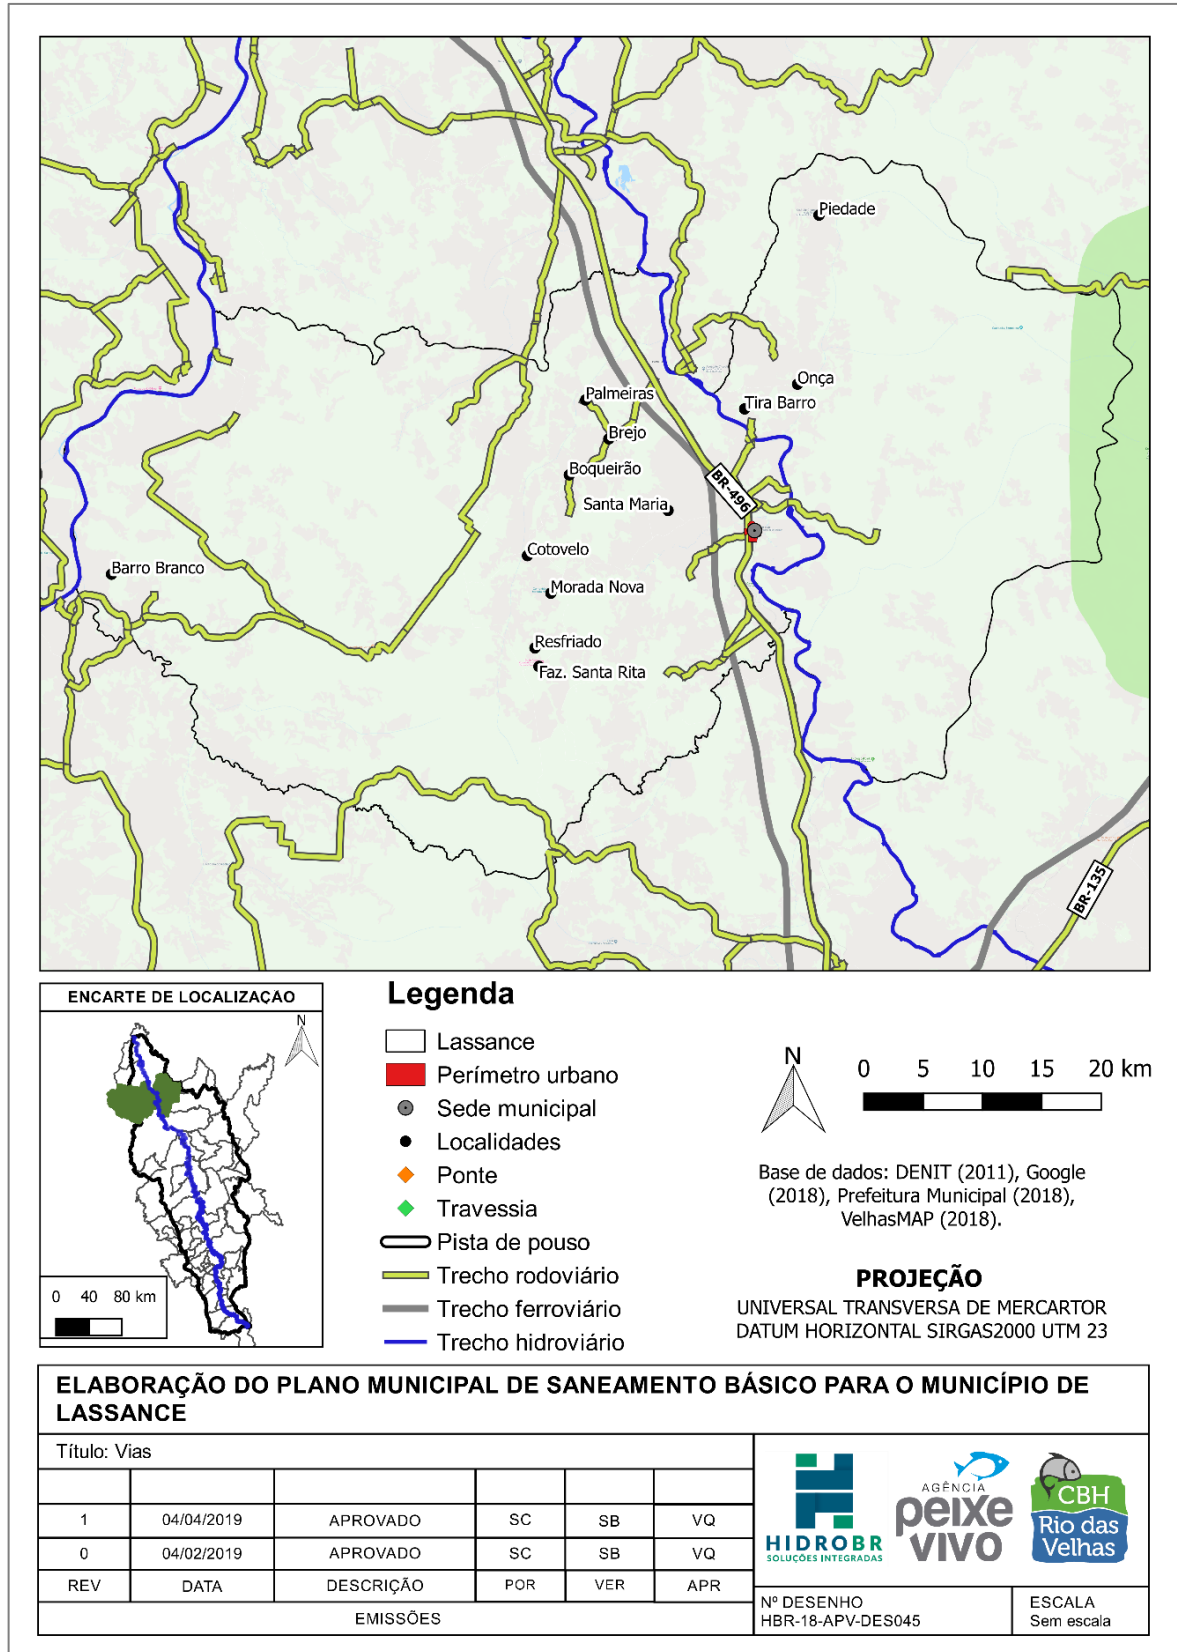 Piedade
Onça
Tira Barro
Palmeiras
Brejo
Boqueirão
Santa Maria
BR-496
Cotovelo
Barro Branco
Morada Nova
Resfriado
Faz. Santa Rita
BR-135
ENCARTE DE LOCALIZAÇÃO
N
0 40 80 km
Legenda
Lassance
Perímetro urbano
Sede municipal
Localidades
Ponte
Travessia
Pista de pouso
Trecho rodoviário
Trecho ferroviário
Trecho hidroviário
N
0 5 10 15 20 km
Base de dados: DENIT (2011), Google
(2018), Prefeitura Municipal (2018),
VelhasMAP (2018).
PROJEÇÃO
UNIVERSAL TRANSVERSA DE MERCARTOR
DATUM HORIZONTAL SIRGAS2000 UTM 23
ELABORAÇÃO DO PLANO MUNICIPAL DE SANEAMENTO BÁSICO PARA O MUNICÍPIO DE
LASSANCE
Título: Vias
1 04/04/2019 APROVADO SC SB VQ
0 04/02/2019 APROVADO SC SB VQ
REV DATA DESCRIÇÃO POR VER APR
EMISSÕES
HIDROBR
SOLUÇÕES INTEGRADAS
AGÊNCIA
peixe
vivo
CBH
Rio das
Velhas
Nº DESENHO
HBR-18-APV-DES045
ESCALA
Sem escala